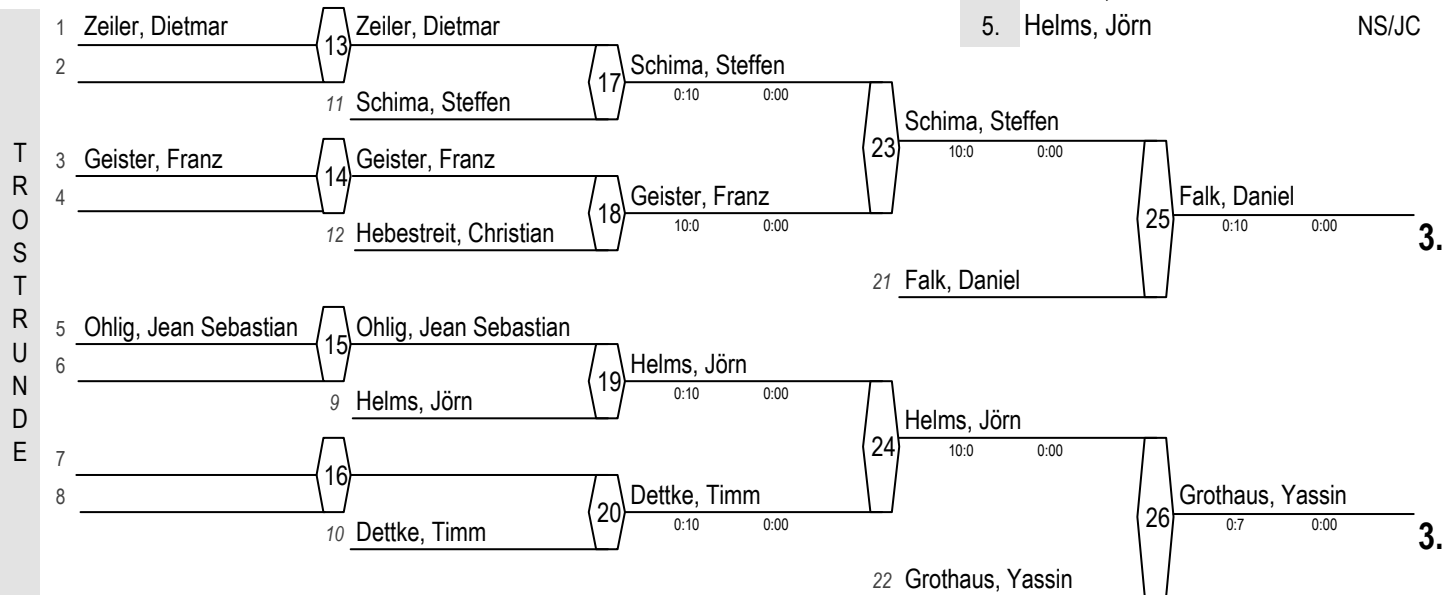 5. Helms, Jörn NS/JC
TROSTRUNDE
1 Zeiler, Dietmar 13 Zeiler, Dietmar
2
17 Schima, Steffen
0:10 0:00
11 Schima, Steffen
23 Schima, Steffen
10:0 0:00
3 Geister, Franz 14 Geister, Franz
4
18 Geister, Franz
10:0 0:00
12 Hebestreit, Christian
25 Falk, Daniel
0:10 0:00
3.
21 Falk, Daniel
5 Ohlig, Jean Sebastian 15 Ohlig, Jean Sebastian
6
19 Helms, Jörn
0:10 0:00
9 Helms, Jörn
24 Helms, Jörn
10:0 0:00
7
16
8
20 Dettke, Timm
0:10 0:00
10 Dettke, Timm
26 Grothaus, Yassin
0:7 0:00
3.
22 Grothaus, Yassin